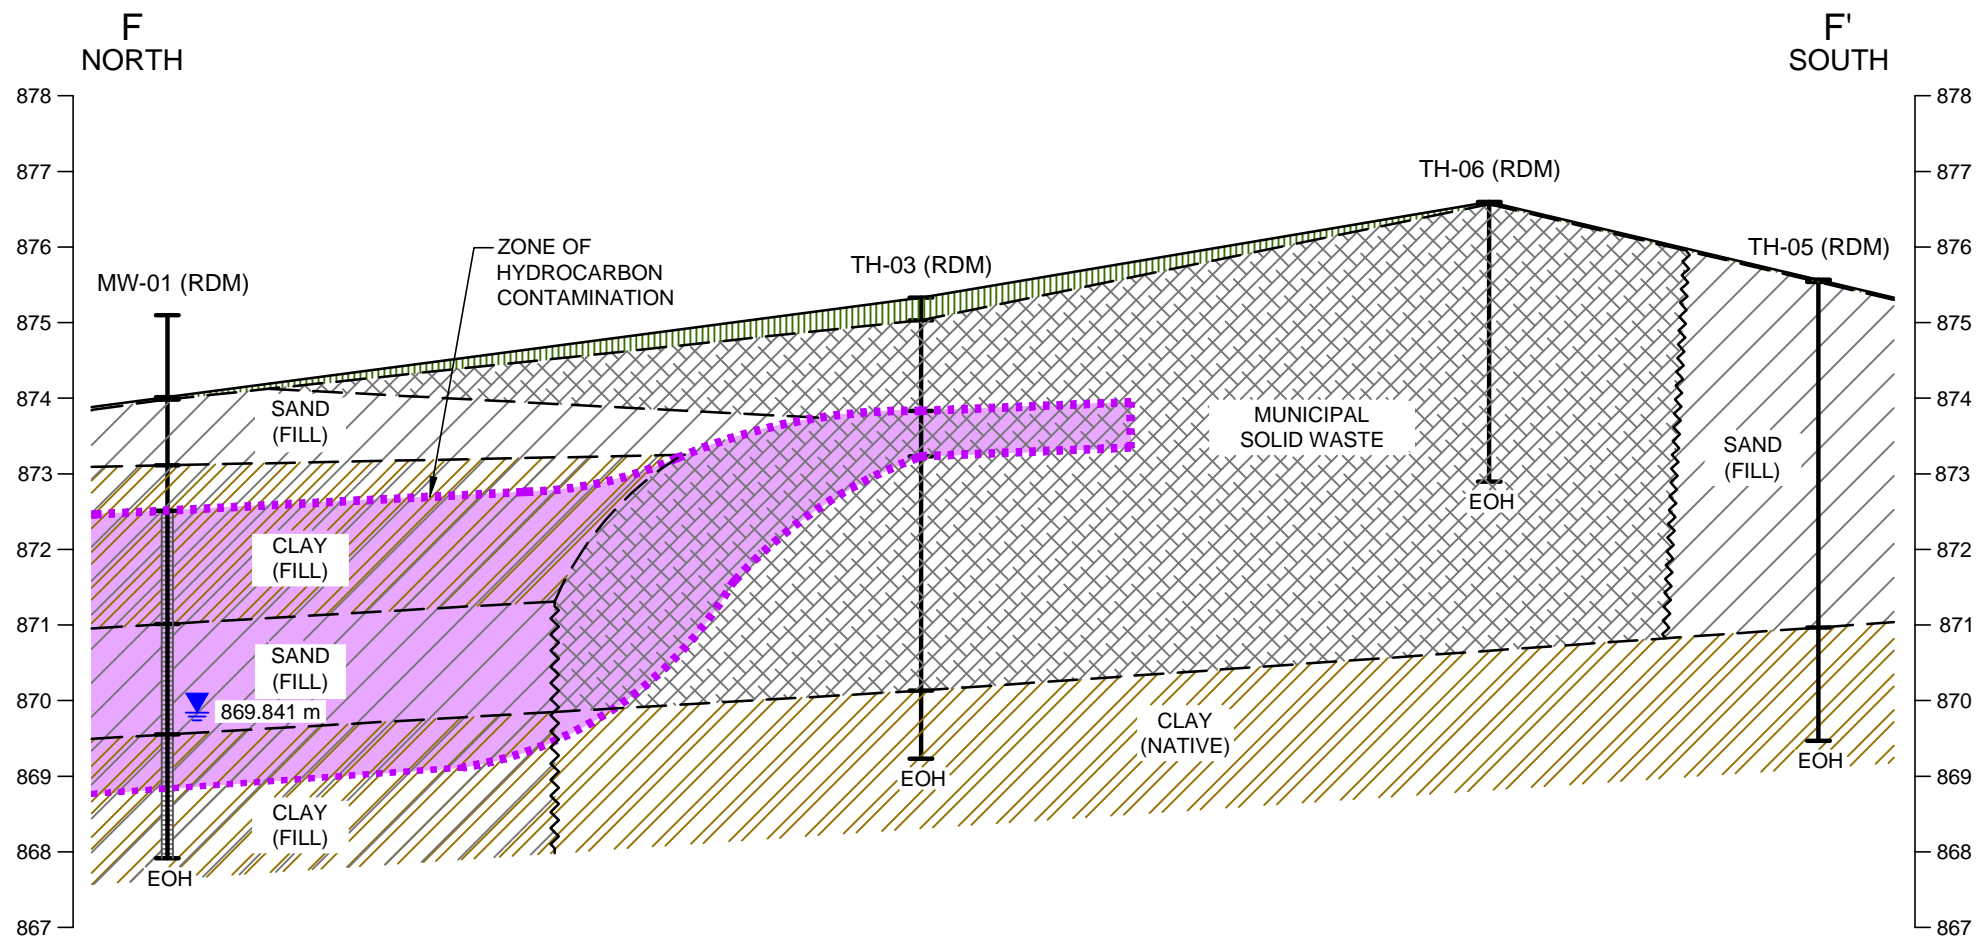 F
NORTH
F'
SOUTH
878
877
876
875
874
873
872
871
870
869
868
867
878
877
876
875
874
873
872
871
870
869
868
867
MW-01 (RDM)
ZONE OF
HYDROCARBON
CONTAMINATION
TH-03 (RDM)
TH-06 (RDM)
TH-05 (RDM)
SAND
(FILL)
CLAY
(FILL)
SAND
(FILL)
869.841 m
CLAY
(FILL)
EOH
MUNICIPAL
SOLID WASTE
EOH
CLAY
(NATIVE)
EOH
SAND
(FILL)
EOH